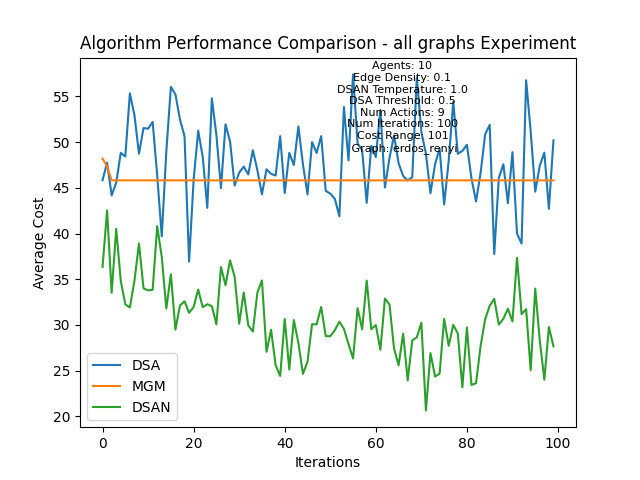 Algorithm Performance Comparison - all graphs Experiment
Agents: 10
Edge Density: 0.1
DSAN Temperature: 1.0
DSA Threshold: 0.5
Num Actions: 9
Num Iterations: 100
Cost Range: 101
Graph: erdos_renyi
Average Cost
55
50
45
40
35
30
25
20
DSA
MGM
DSAN
0
20
40
60
80
100
Iterations